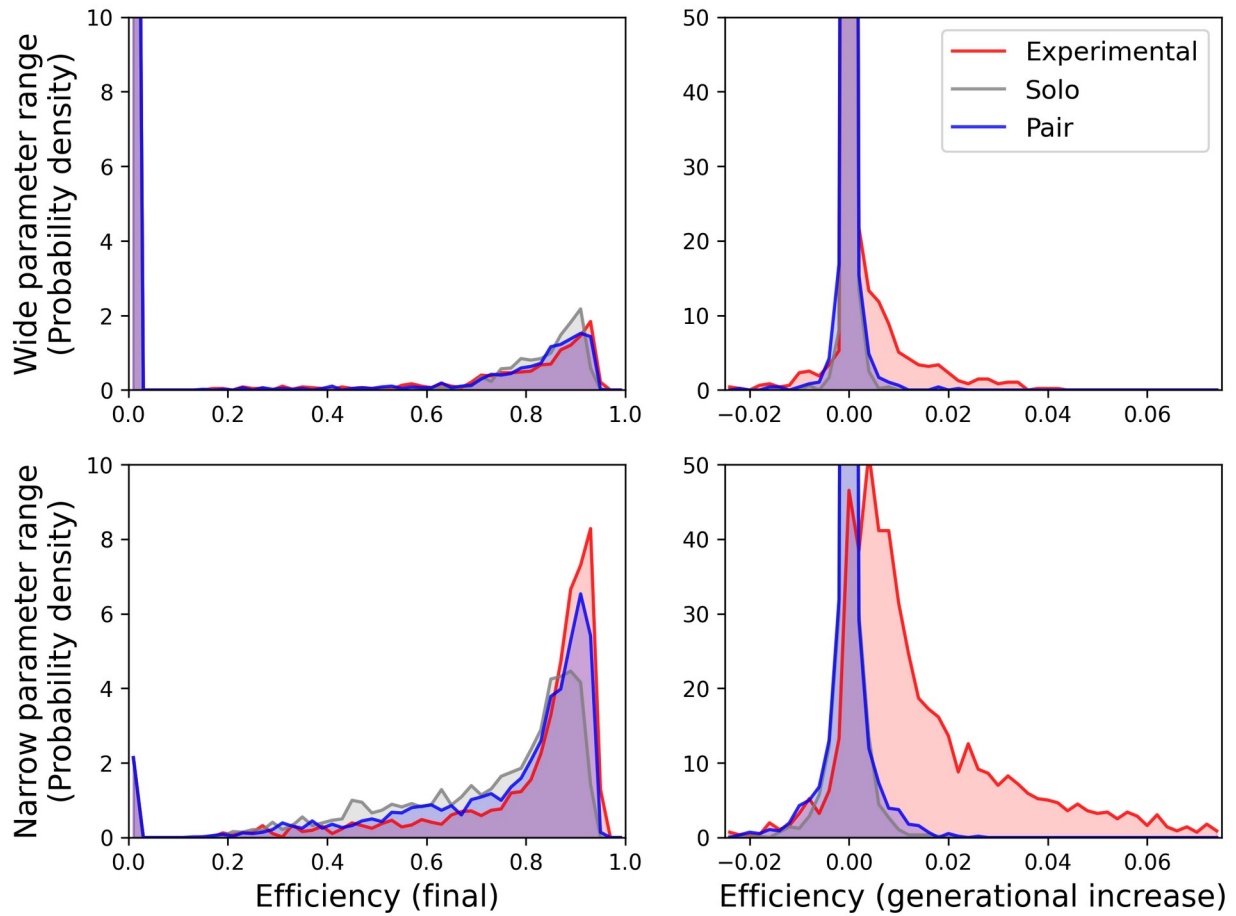 Wide parameter range
(Probability density)
10
8
6
4
2
0
0.0 0.2 0.4 0.6 0.8 1.0
50
40
30
20
10
0
−0.02 0.00 0.02 0.04 0.06
Experimental
Solo
Pair
Narrow parameter range
(Probability density)
10
8
6
4
2
0
0.0 0.2 0.4 0.6 0.8 1.0
Efficiency (final)
50
40
30
20
10
0
−0.02 0.00 0.02 0.04 0.06
Efficiency (generational increase)